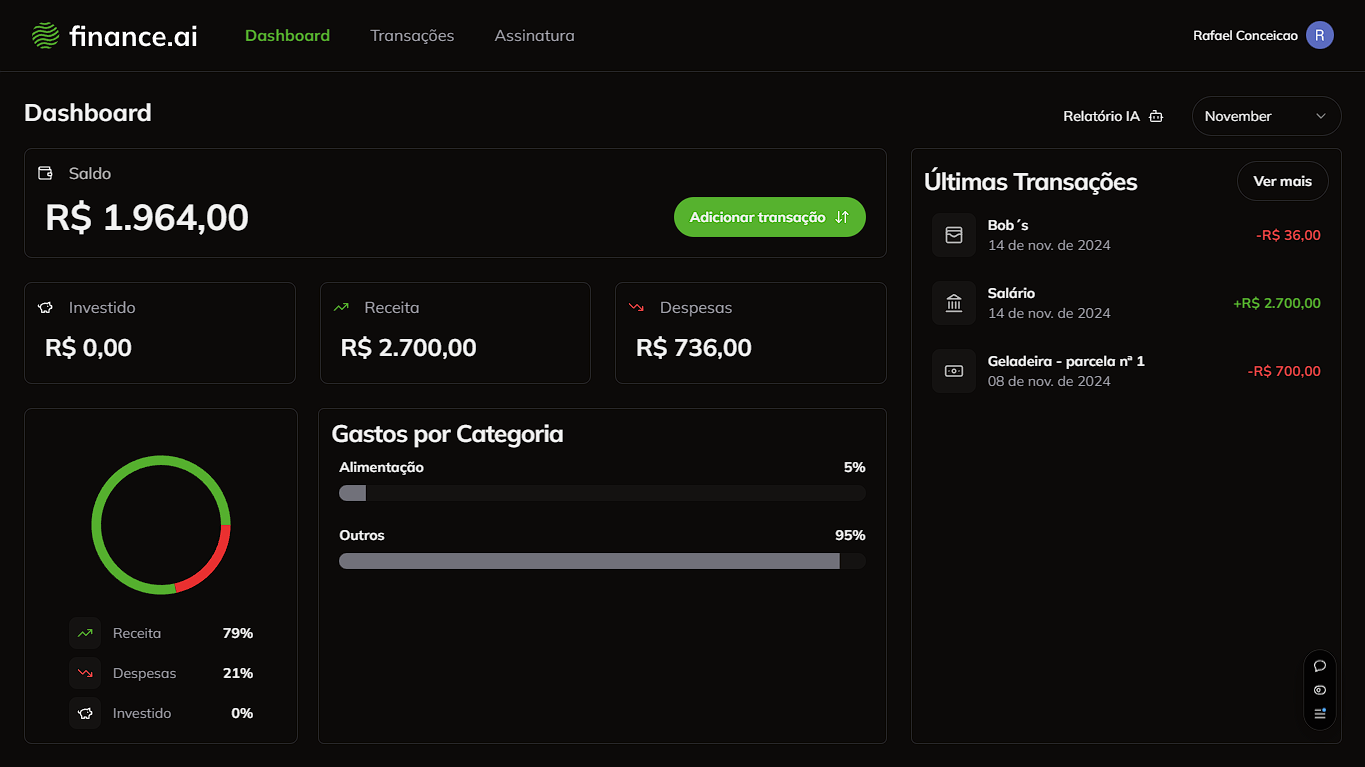 finance.ai Dashboard Transações Assinatura Rafael Conceicao R
Dashboard
Relatório IA November
Saldo
R$ 1.964,00
Adicionar transação
Investido
R$ 0,00
Receita
R$ 2.700,00
Despesas
R$ 736,00
Receita 79%
Despesas 21%
Investido 0%
Gastos por Categoria
Alimentação 5%
Outros 95%
Últimas Transações Ver mais
Bob´s
14 de nov. de 2024
-R$ 36,00
Salário
14 de nov. de 2024
+R$ 2.700,00
Geladeira - parcela nª 1
08 de nov. de 2024
-R$ 700,00